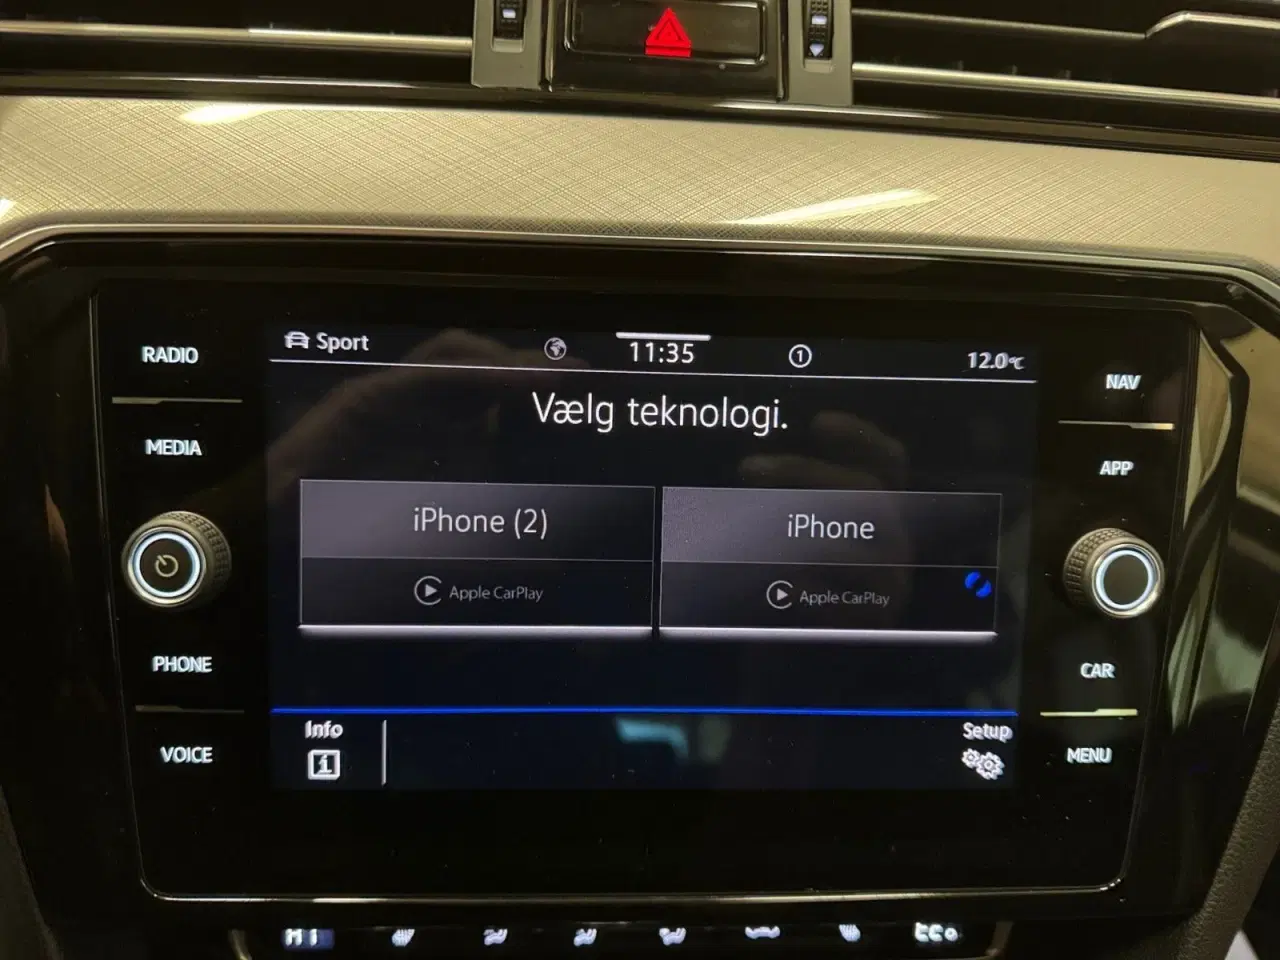 RADIO
MEDIA
PHONE
VOICE
Sport
11:35
1
12.0°C
Vælg teknologi.
iPhone (2)
Apple CarPlay
iPhone
Apple CarPlay
Info
Setup
NAV
APP
CAR
MENU